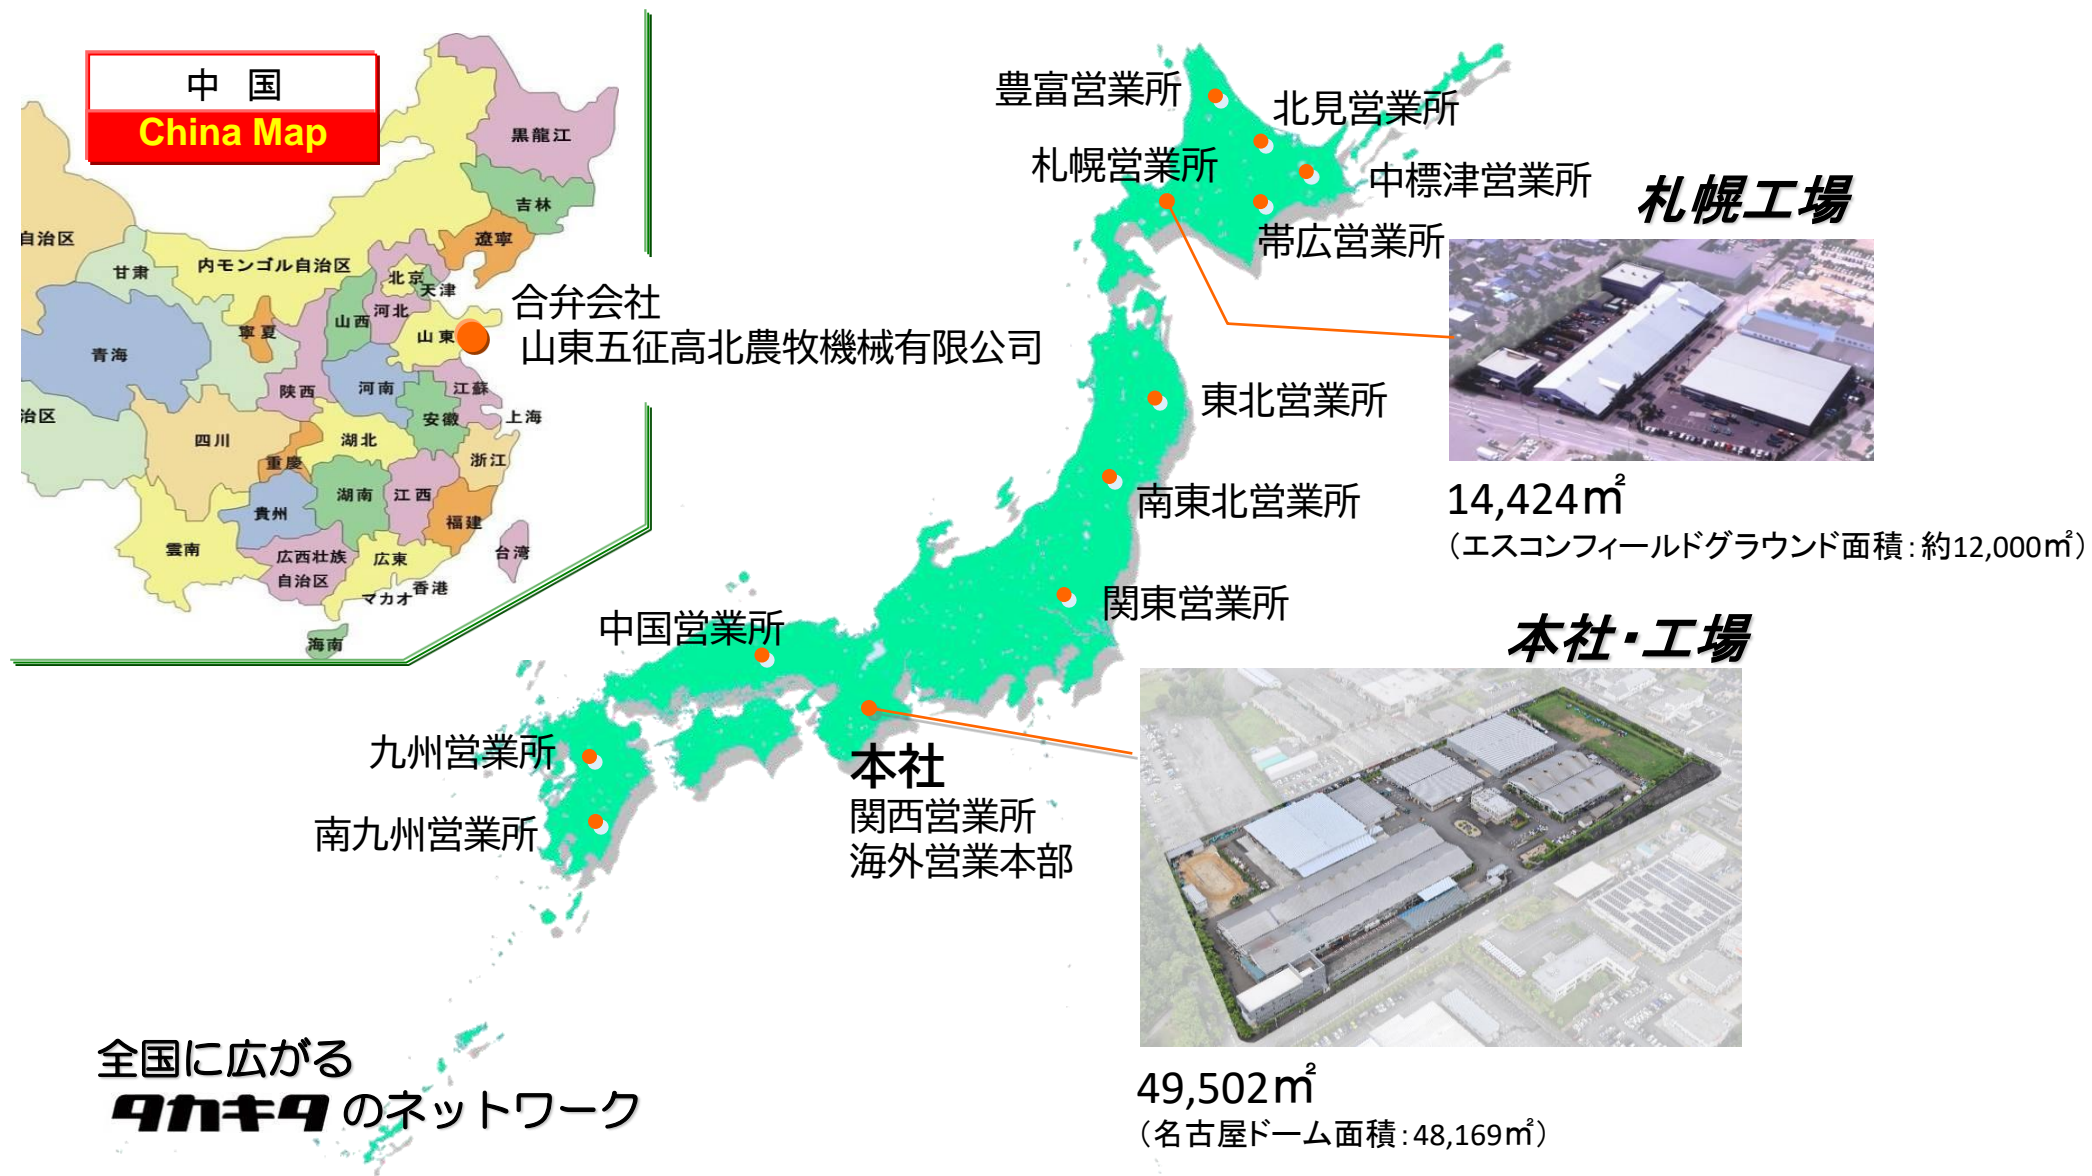 中 国
China Map
黒龍江
吉林
遼寧
自治区
甘粛
内モンゴル自治区
北京
天津
河北
山西
山東
寧夏
青海
陝西
河南
江蘇
治区
安徽
上海
四川
湖北
重慶
浙江
湖南
江西
貴州
福建
雲南
広西壮族
自治区
広東
台湾
マカオ
香港
海南
合弁会社
山東五征高北農牧機械有限公司
豊富営業所
北見営業所
札幌営業所
中標津営業所
帯広営業所
札幌工場
14,424㎡
（エスコンフィールドグラウンド面積：約12,000㎡）
東北営業所
南東北営業所
関東営業所
中国営業所
九州営業所
南九州営業所
本社
関西営業所
海外営業本部
本社・工場
49,502㎡
（名古屋ドーム面積：48,169㎡）
全国に広がる
タカキタのネットワーク